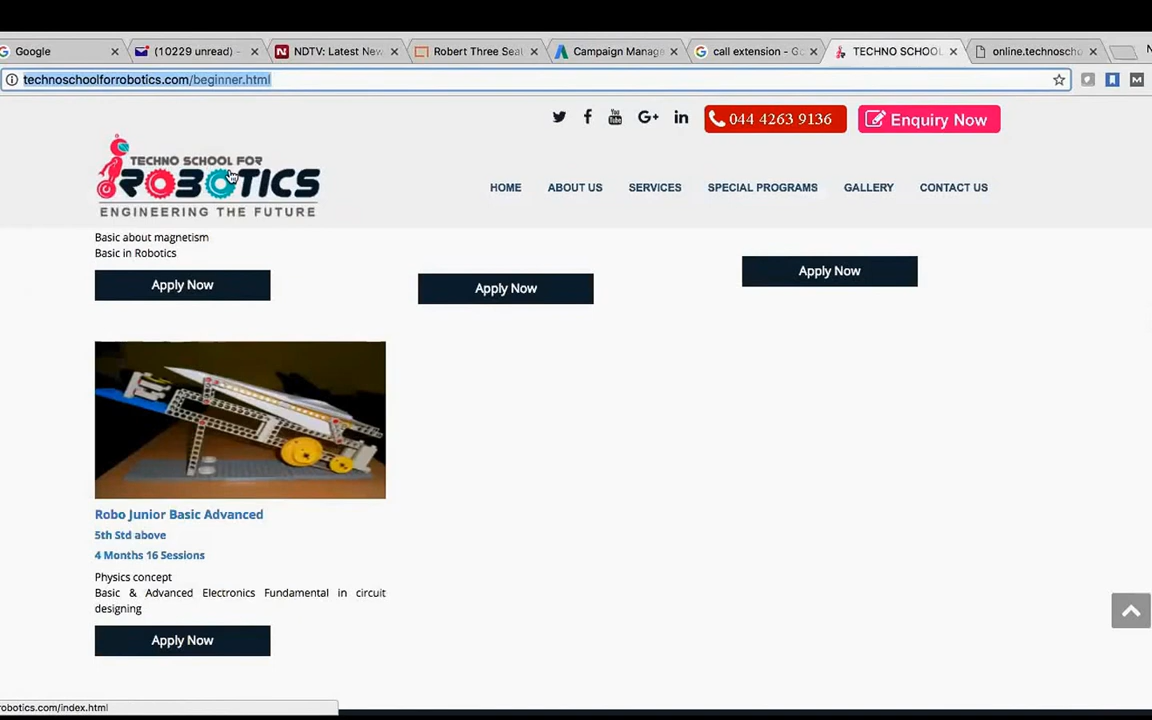 Google
(10229 unread) -
NDTV: Latest New
Robert Three Seal
Campaign Manage
call extension - Go
TECHNO SCHOOL
online.technoscho
technoschoolforrobotics.com/beginner.html
044 4263 9136
Enquiry Now
TECHNO SCHOOL FOR
ROBOTICS
ENGINEERING THE FUTURE
HOME ABOUT US SERVICES SPECIAL PROGRAMS GALLERY CONTACT US
Basic about magnetism
Basic in Robotics
Apply Now
Apply Now
Apply Now
Robo Junior Basic Advanced
5th Std above
4 Months 16 Sessions
Physics concept
Basic & Advanced Electronics Fundamental in circuit
designing
Apply Now
robotics.com/index.html